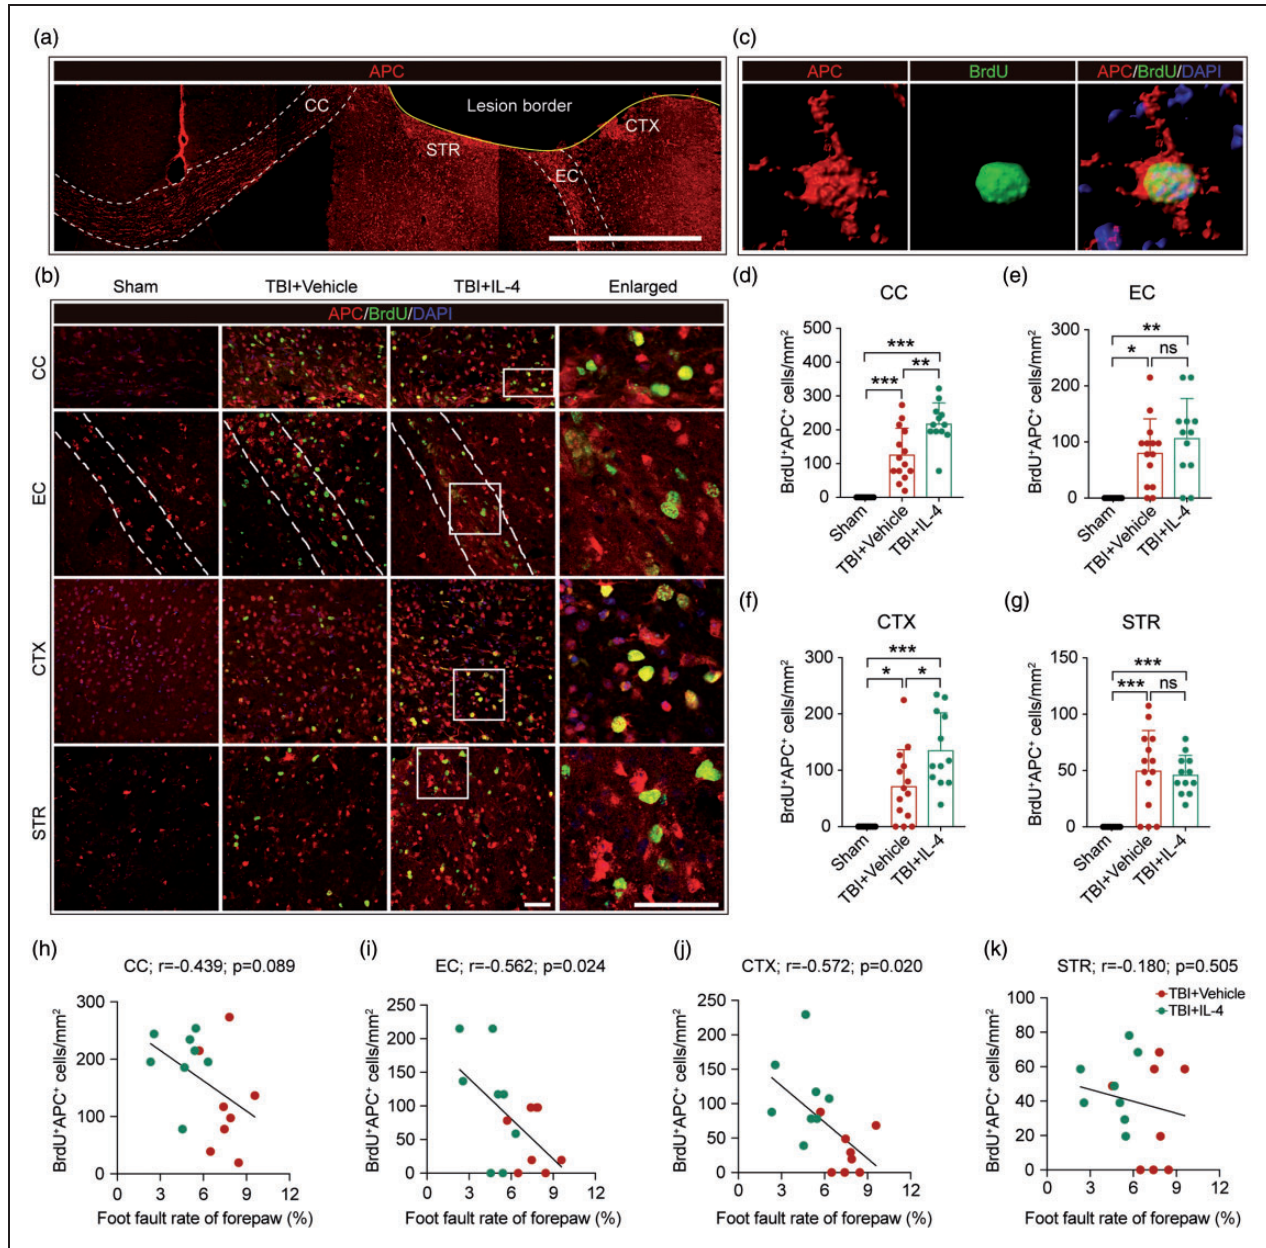 (a)
APC
CC
Lesion border
CTX
STR
EC
(c)
APC BrdU APC/BrdU/DAPI
(b)
Sham TBI+Vehicle TBI+IL-4 Enlarged
APC/BrdU/DAPI
CC
EC
CTX
STR
(d)
CC
BrdU⁺APC⁺ cells/mm²
500
400
300
200
100
0
***
***
**
Sham
TBI+Vehicle
TBI+IL-4
(e)
EC
BrdU⁺APC⁺ cells/mm²
300
200
100
0
**
*
ns
Sham
TBI+Vehicle
TBI+IL-4
(f)
CTX
BrdU⁺APC⁺ cells/mm²
300
200
100
0
***
*
*
Sham
TBI+Vehicle
TBI+IL-4
(g)
STR
BrdU⁺APC⁺ cells/mm²
150
100
50
0
***
***
ns
Sham
TBI+Vehicle
TBI+IL-4
(h)
CC; r=-0.439; p=0.089
BrdU⁺APC⁺ cells/mm²
300
200
100
0
0 3 6 9 12
Foot fault rate of forepaw (%)
(i)
EC; r=-0.562; p=0.024
BrdU⁺APC⁺ cells/mm²
250
200
150
100
50
0
0 3 6 9 12
Foot fault rate of forepaw (%)
(j)
CTX; r=-0.572; p=0.020
BrdU⁺APC⁺ cells/mm²
250
200
150
100
50
0
0 3 6 9 12
Foot fault rate of forepaw (%)
(k)
STR; r=-0.180; p=0.505
TBI+Vehicle
TBI+IL-4
BrdU⁺APC⁺ cells/mm²
80
60
40
20
0
0 3 6 9 12
Foot fault rate of forepaw (%)